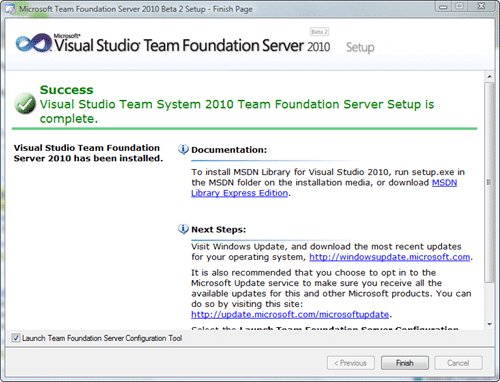 Microsoft Team Foundation Server 2010 Beta 2 Setup - Finish Page
Beta 2
Microsoft®
Visual Studio® Team Foundation Server 2010 Setup
Success
Visual Studio Team System 2010 Team Foundation Server Setup is
complete.
Visual Studio Team Foundation
Server 2010 has been installed.
Documentation:
To install MSDN Library for Visual Studio 2010, run setup.exe in
the MSDN folder on the installation media, or download MSDN
Library Express Edition.
Next Steps:
Visit Windows Update, and download the most recent updates
for your operating system, http://windowsupdate.microsoft.com.
It is also recommended that you choose to opt in to the
Microsoft Update service to make sure you receive all the
available updates for this and other Microsoft products. You can
do so by visiting this site:
http://update.microsoft.com/microsoftupdate.
Select the Launch Team Foundation Server Configuration
Launch Team Foundation Server Configuration Tool
< Previous
Finish
Cancel